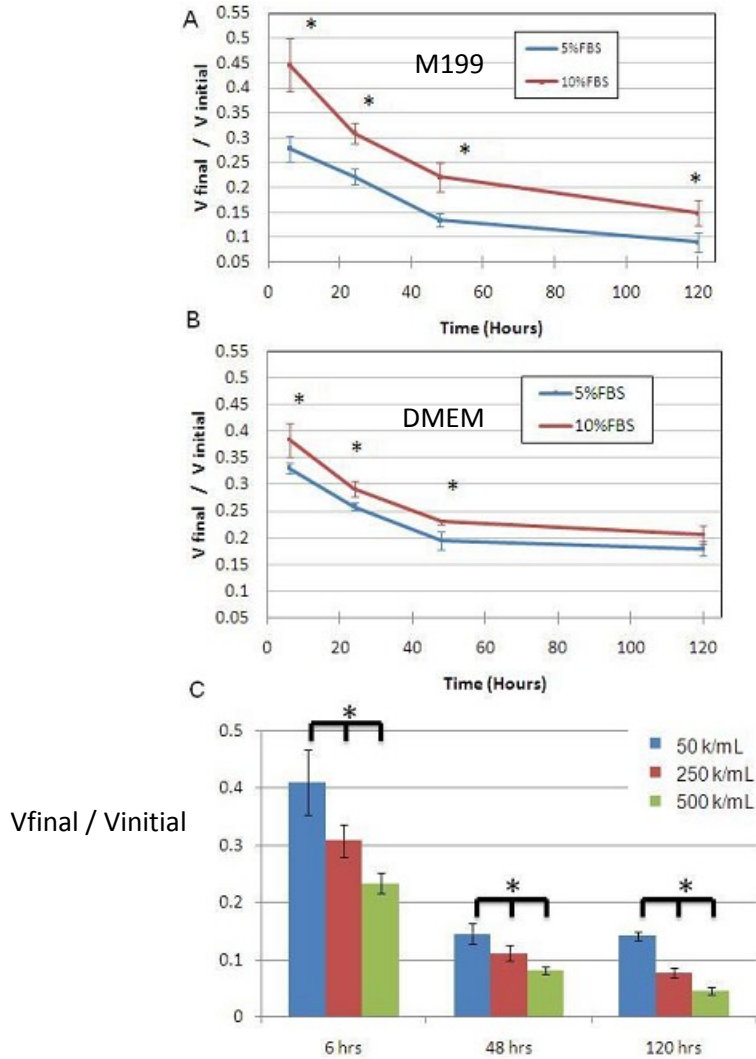 A
0.55
0.5
0.45
0.4
0.35
0.3
0.25
0.2
0.15
0.1
0.05
V final / V initial
M199
5%FBS
10%FBS
*
*
*
*
0 20 40 60 80 100 120
Time (Hours)
B
0.55
0.5
0.45
0.4
0.35
0.3
0.25
0.2
0.15
0.1
0.05
V final / V initial
DMEM
5%FBS
10%FBS
*
*
*
0 20 40 60 80 100 120
Time (Hours)
C
0.5
0.4
0.3
0.2
0.1
0
Vfinal / Vinitial
50 k/mL
250 k/mL
500 k/mL
*
*
*
6 hrs 48 hrs 120 hrs